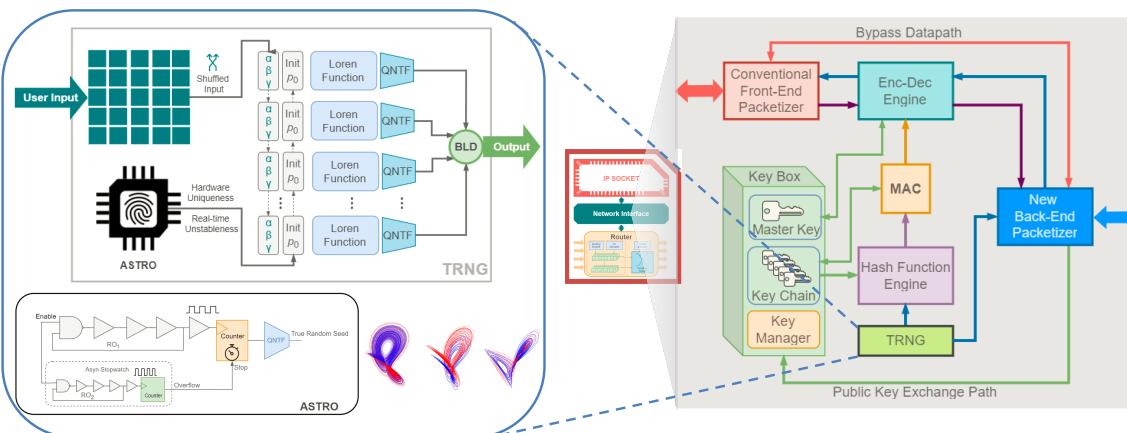 User Input
Shuffled
Input
α
β
γ
Init
p0
Loren
Function
QNTF
α
β
γ
Init
p0
Loren
Function
QNTF
α
β
γ
Init
p0
Loren
Function
QNTF
α
β
γ
Init
p0
Loren
Function
QNTF
BLD
Output
Hardware
Uniqueness
Real-time
Unstableness
ASTRO
TRNG
Enable
RO1
Counter
Stop
QNTF
True Random Seed
Asyn Stopwatch
RO2
Counter
Overflow
ASTRO
IP SOCKET
Network Interface
Router
Bypass Datapath
Conventional
Front-End
Packetizer
Enc-Dec
Engine
MAC
New
Back-End
Packetizer
Key Box
Master Key
Key Chain
Key
Manager
Hash Function
Engine
TRNG
Public Key Exchange Path